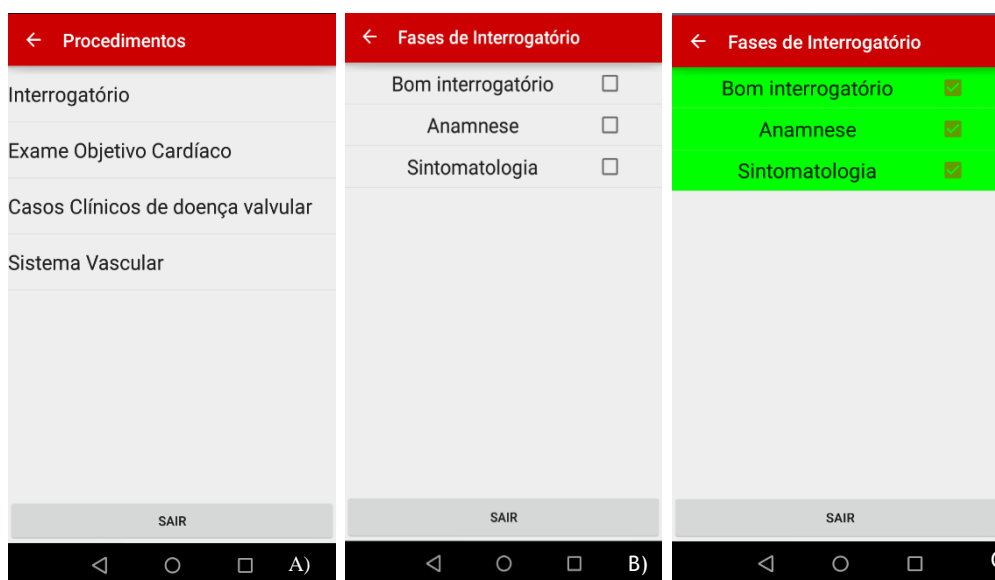 Procedimentos
Interrogatório
Exame Objetivo Cardíaco
Casos Clínicos de doença valvular
Sistema Vascular
SAIR
A)
Fases de Interrogatório
Bom interrogatório
Anamnese
Sintomatologia
SAIR
B)
Fases de Interrogatório
Bom interrogatório
Anamnese
Sintomatologia
SAIR